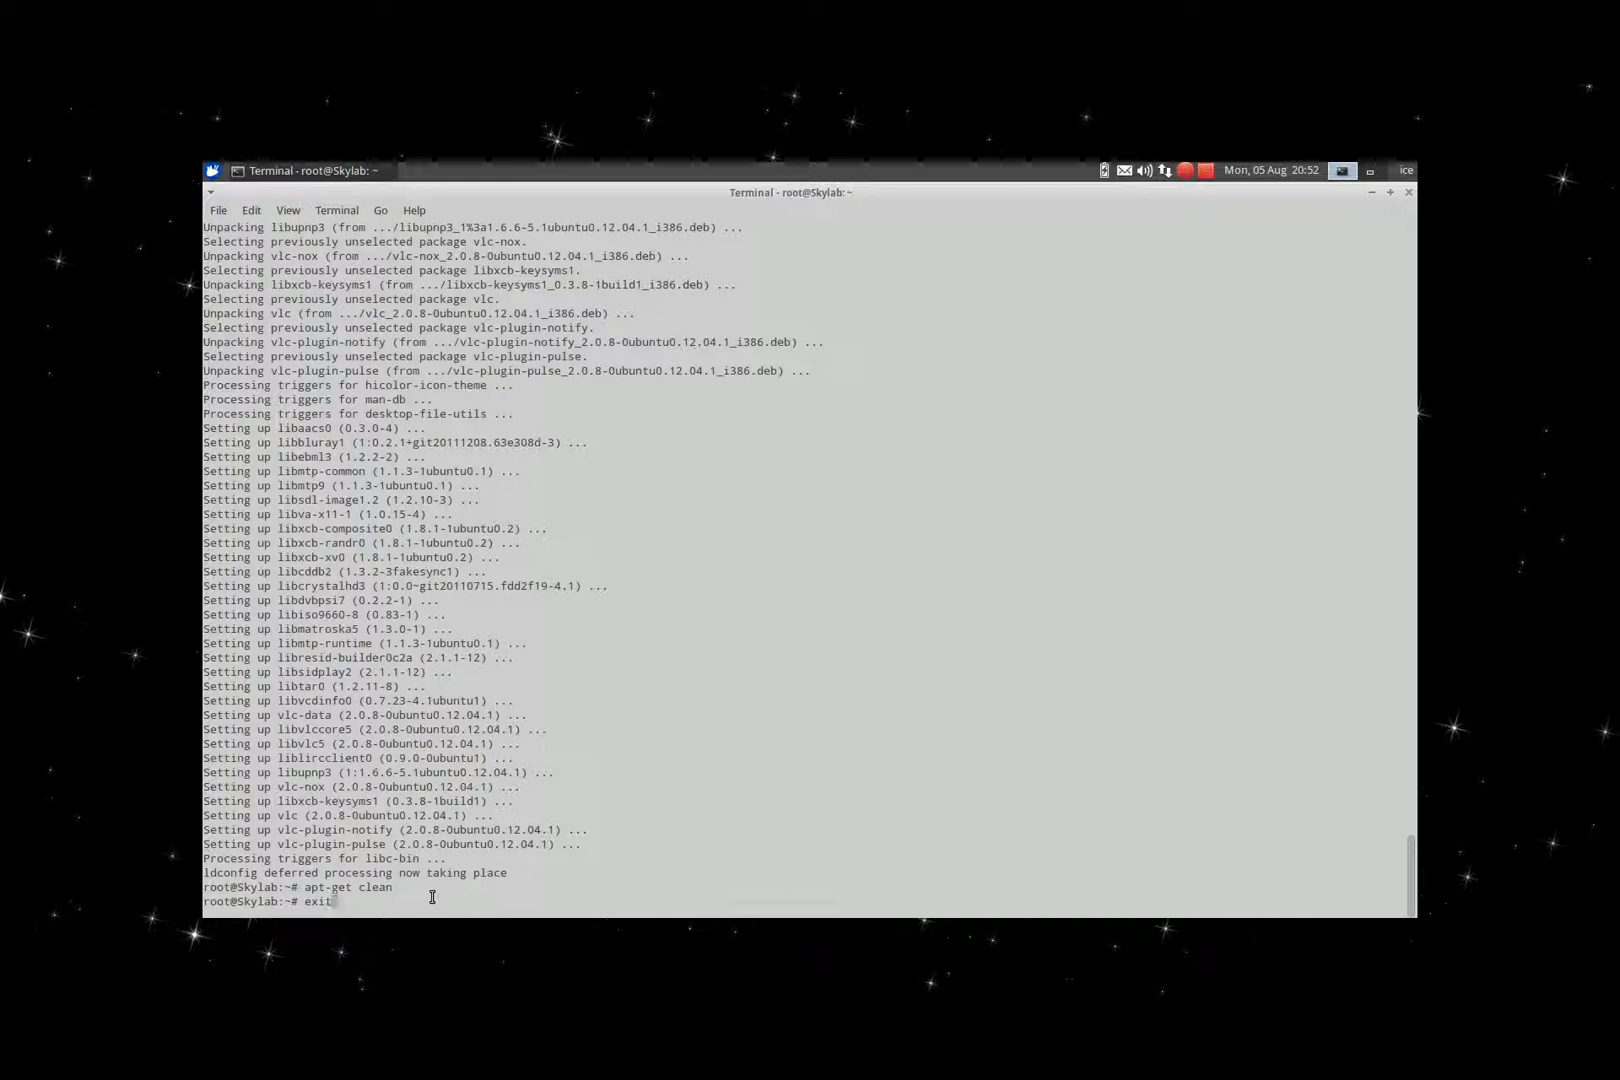 Terminal - root@Skylab: ~
Mon, 05 Aug 20:52
ice
Terminal - root@Skylab: ~
File Edit View Terminal Go Help
Unpacking libupnp3 (from .../libupnp3_1%3a1.6.6-5.1ubuntu0.12.04.1_i386.deb) ...
Selecting previously unselected package vlc-nox.
Unpacking vlc-nox (from .../vlc-nox_2.0.8-0ubuntu0.12.04.1_i386.deb) ...
Selecting previously unselected package libxcb-keysyms1.
Unpacking libxcb-keysyms1 (from .../libxcb-keysyms1_0.3.8-1build1_i386.deb) ...
Selecting previously unselected package vlc.
Unpacking vlc (from .../vlc_2.0.8-0ubuntu0.12.04.1_i386.deb) ...
Selecting previously unselected package vlc-plugin-notify.
Unpacking vlc-plugin-notify (from .../vlc-plugin-notify_2.0.8-0ubuntu0.12.04.1_i386.deb) ...
Selecting previously unselected package vlc-plugin-pulse.
Unpacking vlc-plugin-pulse (from .../vlc-plugin-pulse_2.0.8-0ubuntu0.12.04.1_i386.deb) ...
Processing triggers for hicolor-icon-theme ...
Processing triggers for man-db ...
Processing triggers for desktop-file-utils ...
Setting up libaacs0 (0.3.0-4) ...
Setting up libbluray1 (1:0.2.1+git20111208.63e308d-3) ...
Setting up libebml3 (1.2.2-2) ...
Setting up libmtp-common (1.1.3-1ubuntu0.1) ...
Setting up libmtp9 (1.1.3-1ubuntu0.1) ...
Setting up libsdl-image1.2 (1.2.10-3) ...
Setting up libva-x11-1 (1.0.15-4) ...
Setting up libxcb-composite0 (1.8.1-1ubuntu0.2) ...
Setting up libxcb-randr0 (1.8.1-1ubuntu0.2) ...
Setting up libxcb-xv0 (1.8.1-1ubuntu0.2) ...
Setting up libcddb2 (1.3.2-3fakesync1) ...
Setting up libcrystalhd3 (1:0.0~git20110715.fdd2f19-4.1) ...
Setting up libdvbpsi7 (0.2.2-1) ...
Setting up libiso9660-8 (0.83-1) ...
Setting up libmatroska5 (1.3.0-1) ...
Setting up libmtp-runtime (1.1.3-1ubuntu0.1) ...
Setting up libresid-builder0c2a (2.1.1-12) ...
Setting up libsidplay2 (2.1.1-12) ...
Setting up libtar0 (1.2.11-8) ...
Setting up libvcdinfo0 (0.7.23-4.1ubuntu1) ...
Setting up vlc-data (2.0.8-0ubuntu0.12.04.1) ...
Setting up libvlccore5 (2.0.8-0ubuntu0.12.04.1) ...
Setting up libvlc5 (2.0.8-0ubuntu0.12.04.1) ...
Setting up liblircclient0 (0.9.0-0ubuntu1) ...
Setting up libupnp3 (1:1.6.6-5.1ubuntu0.12.04.1) ...
Setting up vlc-nox (2.0.8-0ubuntu0.12.04.1) ...
Setting up libxcb-keysyms1 (0.3.8-1build1) ...
Setting up vlc (2.0.8-0ubuntu0.12.04.1) ...
Setting up vlc-plugin-notify (2.0.8-0ubuntu0.12.04.1) ...
Setting up vlc-plugin-pulse (2.0.8-0ubuntu0.12.04.1) ...
Processing triggers for libc-bin ...
ldconfig deferred processing now taking place
root@Skylab:~# apt-get clean
root@Skylab:~# exit